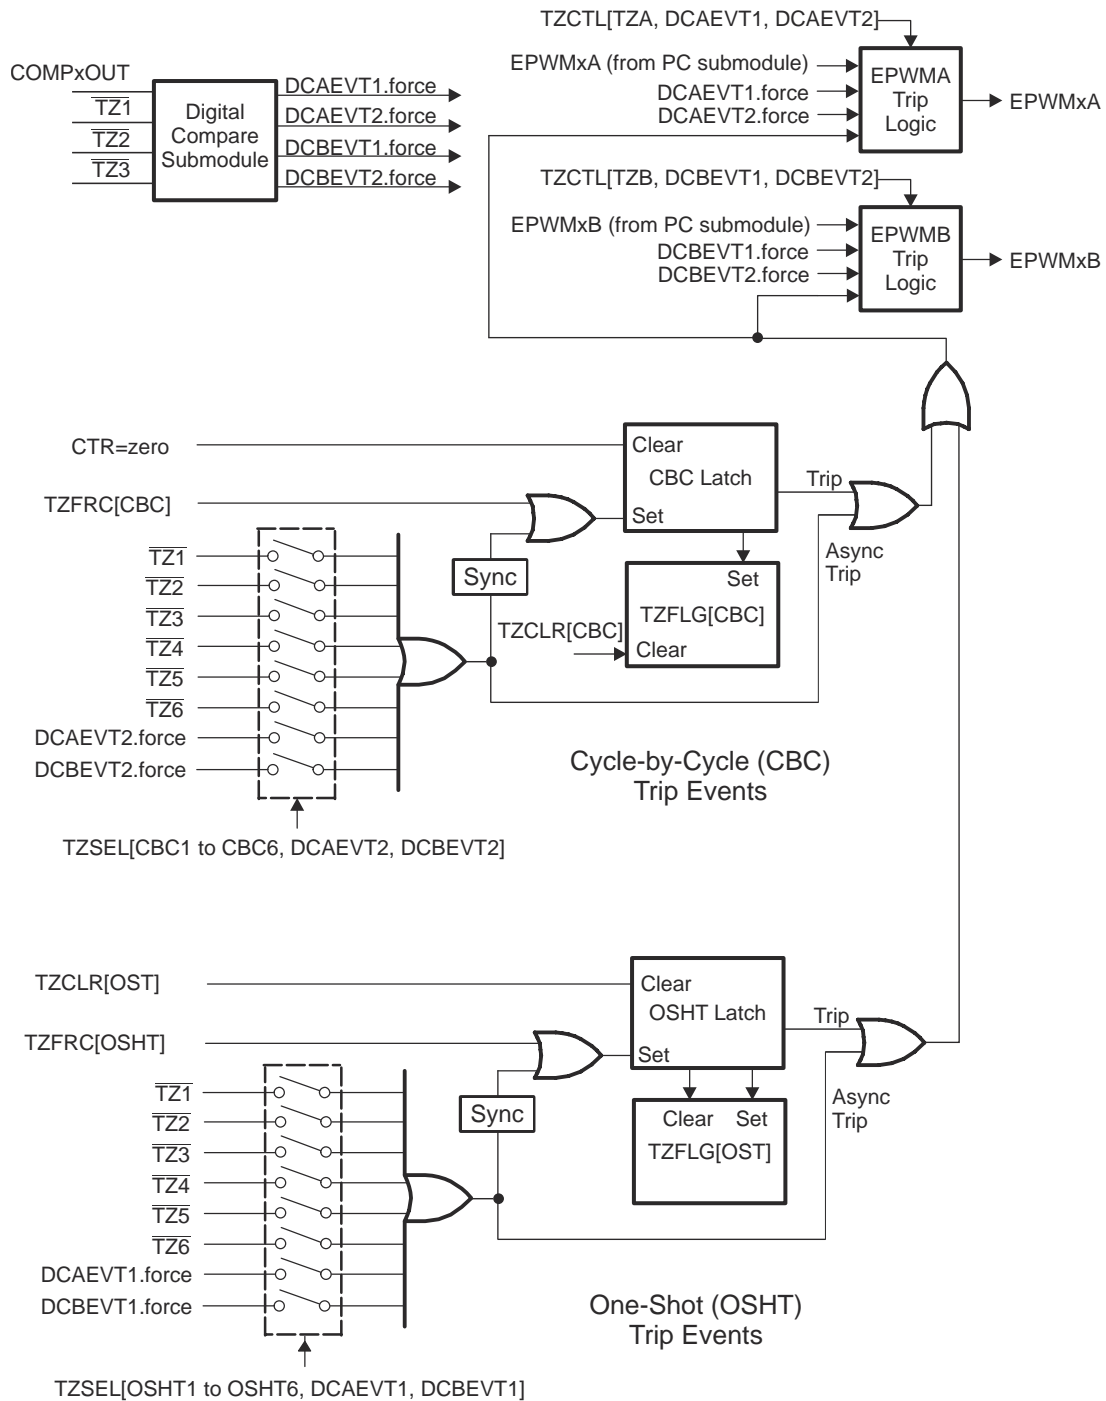 TZCTL[TZA, DCAEVT1, DCAEVT2]
COMPxOUT
TZ1
TZ2
TZ3
Digital
Compare
Submodule
DCAEVT1.force
DCAEVT2.force
DCBEVT1.force
DCBEVT2.force
EPWMxA (from PC submodule)
DCAEVT1.force
DCAEVT2.force
EPWMA
Trip
Logic
EPWMxA
TZCTL[TZB, DCBEVT1, DCBEVT2]
EPWMxB (from PC submodule)
DCBEVT1.force
DCBEVT2.force
EPWMB
Trip
Logic
EPWMxB
CTR=zero
TZFRC[CBC]
Clear
CBC Latch
Set
Trip
Async
Trip
Sync
Set
TZFLG[CBC]
Clear
TZCLR[CBC]
TZ1
TZ2
TZ3
TZ4
TZ5
TZ6
DCAEVT2.force
DCBEVT2.force
Cycle-by-Cycle (CBC)
Trip Events
TZSEL[CBC1 to CBC6, DCAEVT2, DCBEVT2]
TZCLR[OST]
TZFRC[OSHT]
Clear
OSHT Latch
Set
Trip
Async
Trip
Sync
Clear Set
TZFLG[OST]
TZ1
TZ2
TZ3
TZ4
TZ5
TZ6
DCAEVT1.force
DCBEVT1.force
One-Shot (OSHT)
Trip Events
TZSEL[OSHT1 to OSHT6, DCAEVT1, DCBEVT1]